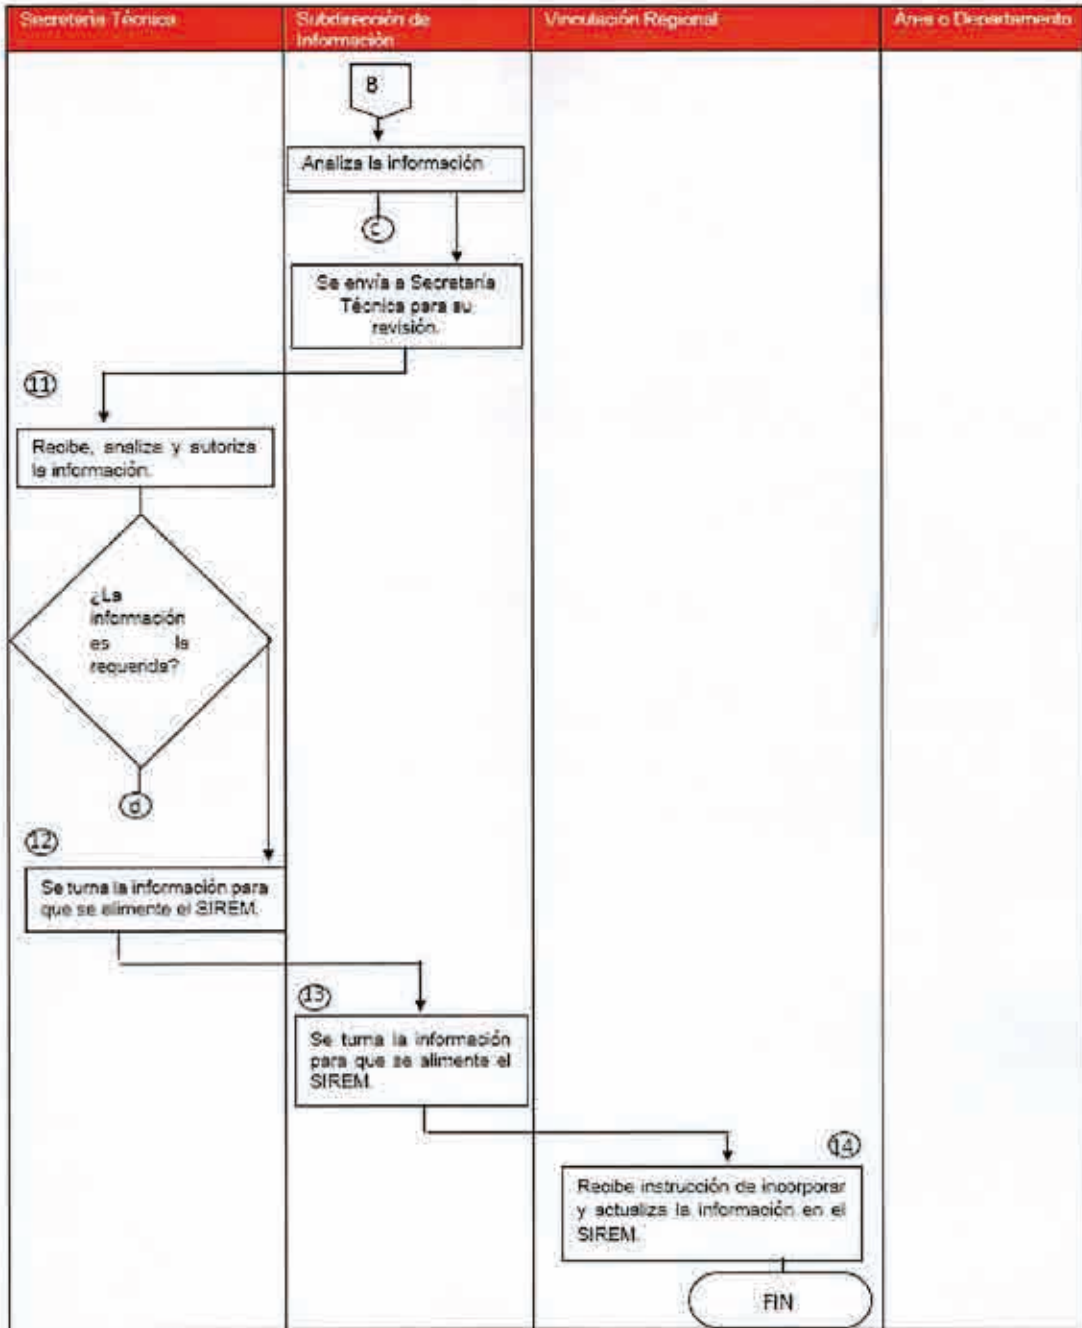 Secretaría Técnica
Subdirección de
Información
Vinculación Regional
Área o Departamento
B
Analiza la información
C
Se envía a Secretaría
Técnica para su
revisión.
11
Recibe, analiza y autoriza
la información.
¿La
información
es la
requerida?
d
12
Se turna la información para
que se alimente el SIREM.
13
Se turna la información
para que se alimente el
SIREM.
14
Recibe instrucción de incorporar
y actualiza la información en el
SIREM.
FIN